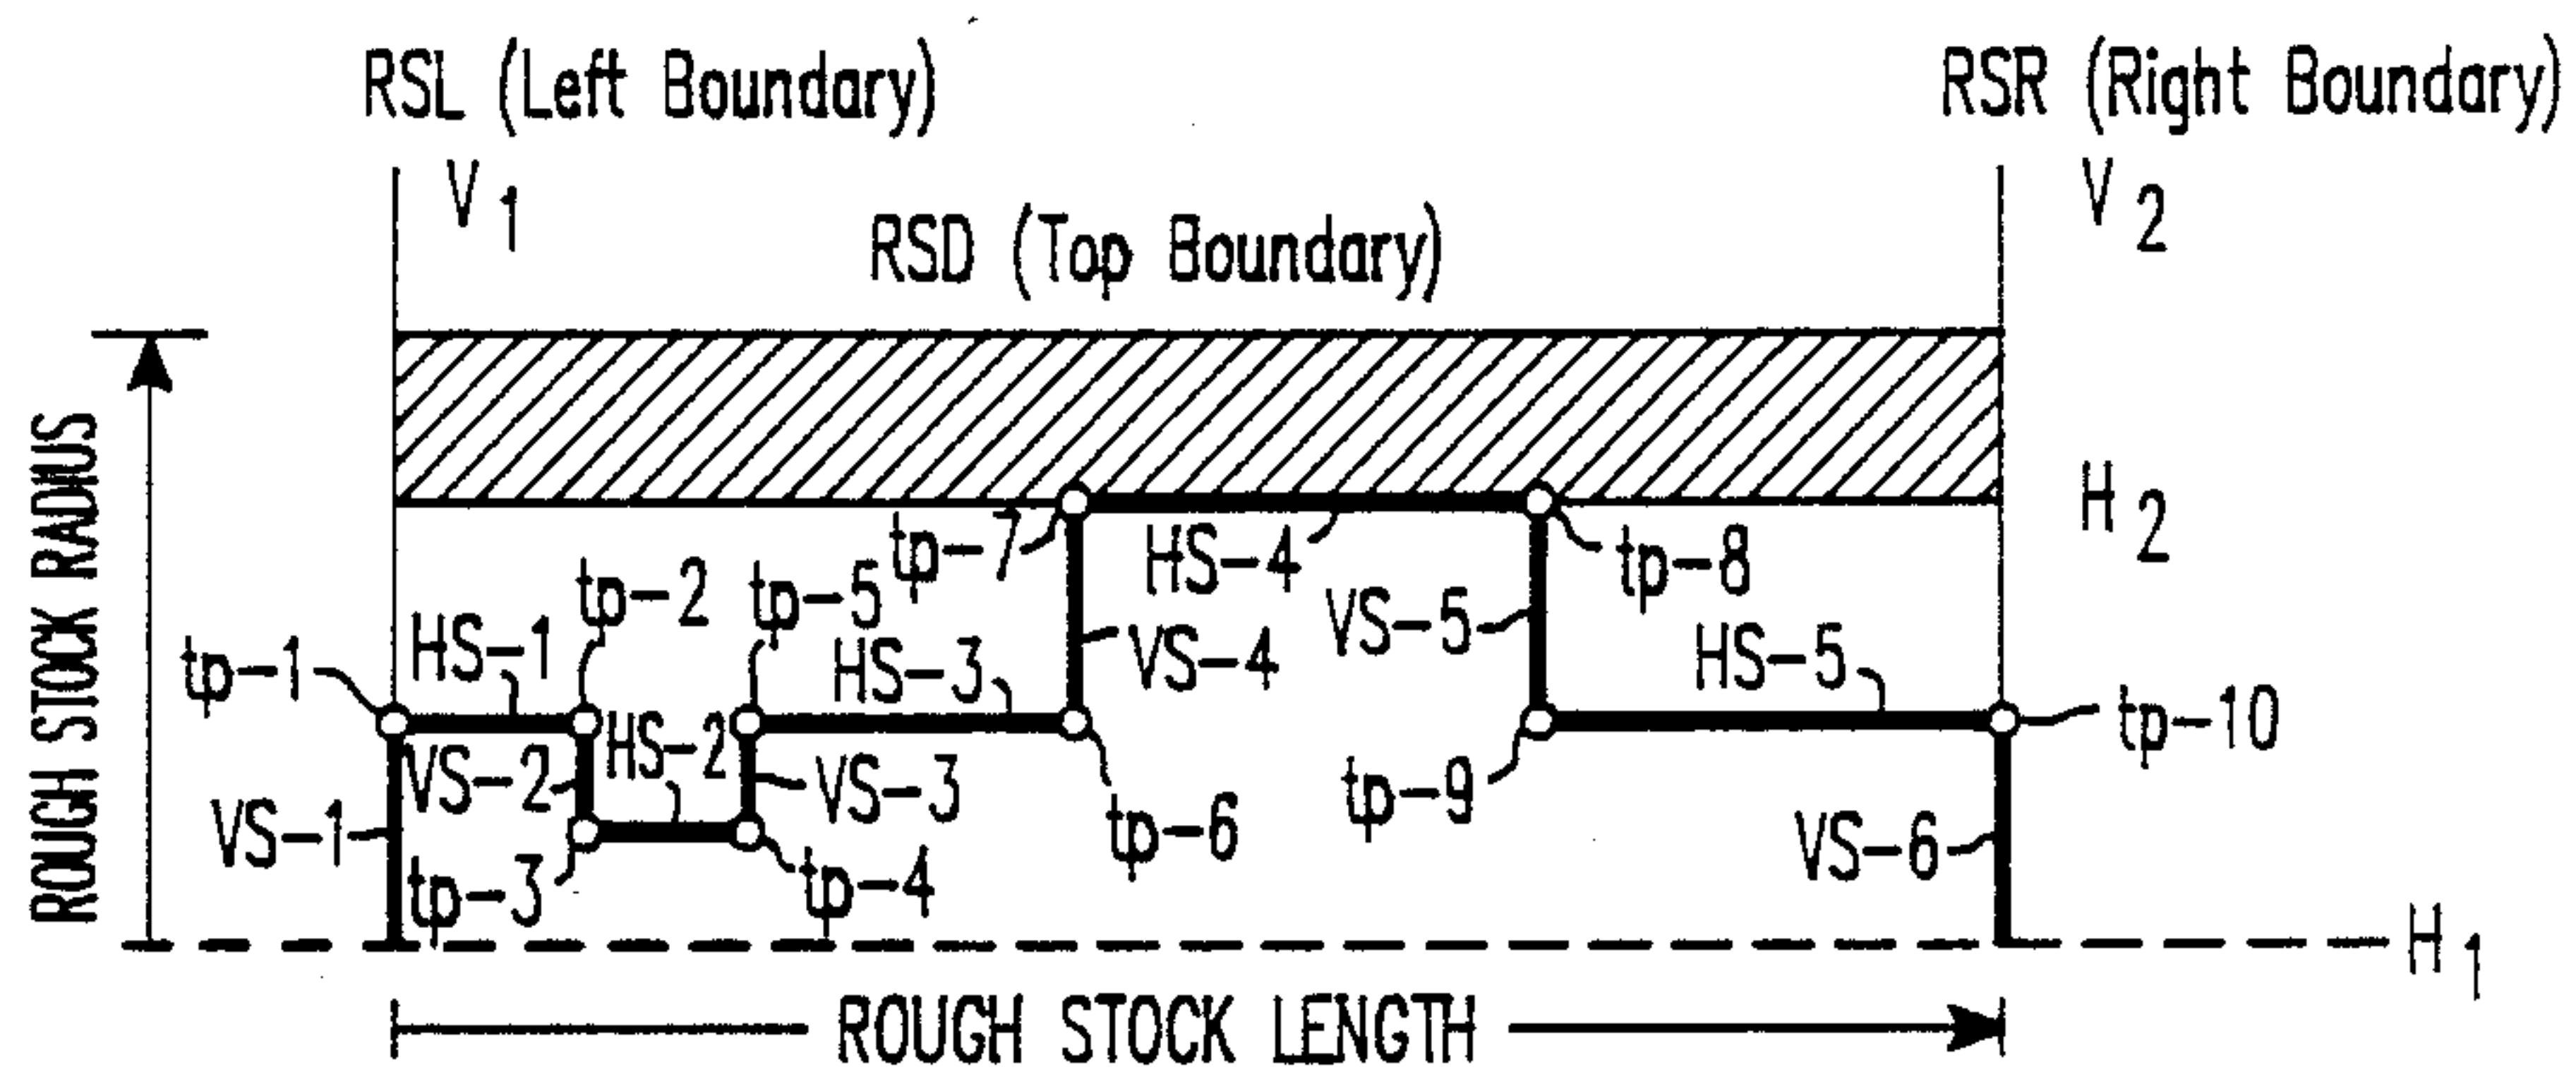 RSL (Left Boundary)
RSR (Right Boundary)
V 1
V 2
RSD (Top Boundary)
ROUGH STOCK RADIUS
H 2
tp-7
HS-4
tp-8
tp-2
tp-5
VS-5
HS-1
HS-3
VS-4
HS-5
tp-1
tp-10
VS-2
HS-2
VS-3
tp-9
VS-1
tp-6
VS-6
tp-3
tp-4
H 1
ROUGH STOCK LENGTH